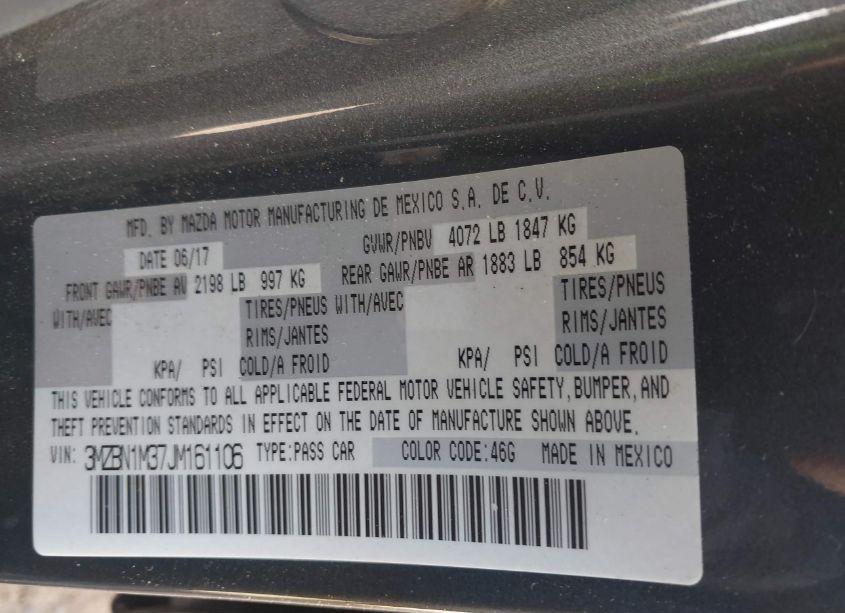 MFD. BY MAZDA MOTOR MANUFACTURING DE MEXICO S.A. DE C.V.
DATE 06/17 GVWR/PNBV 4072 LB 1847 KG
FRONT GAWR/PNBE AV 2198 LB 997 KG REAR GAWR/PNBE AR 1883 LB 854 KG
WITH/AVEC TIRES/PNEUS WITH/AVEC TIRES/PNEUS
RIMS/JANTES RIMS/JANTES
KPA/ PSI COLD/A FROID KPA/ PSI COLD/A FROID
THIS VEHICLE CONFORMS TO ALL APPLICABLE FEDERAL MOTOR VEHICLE SAFETY, BUMPER, AND
THEFT PREVENTION STANDARDS IN EFFECT ON THE DATE OF MANUFACTURE SHOWN ABOVE.
VIN: 3MZBN1M37JM161106 TYPE:PASS CAR COLOR CODE:46G MADE IN MEXICO